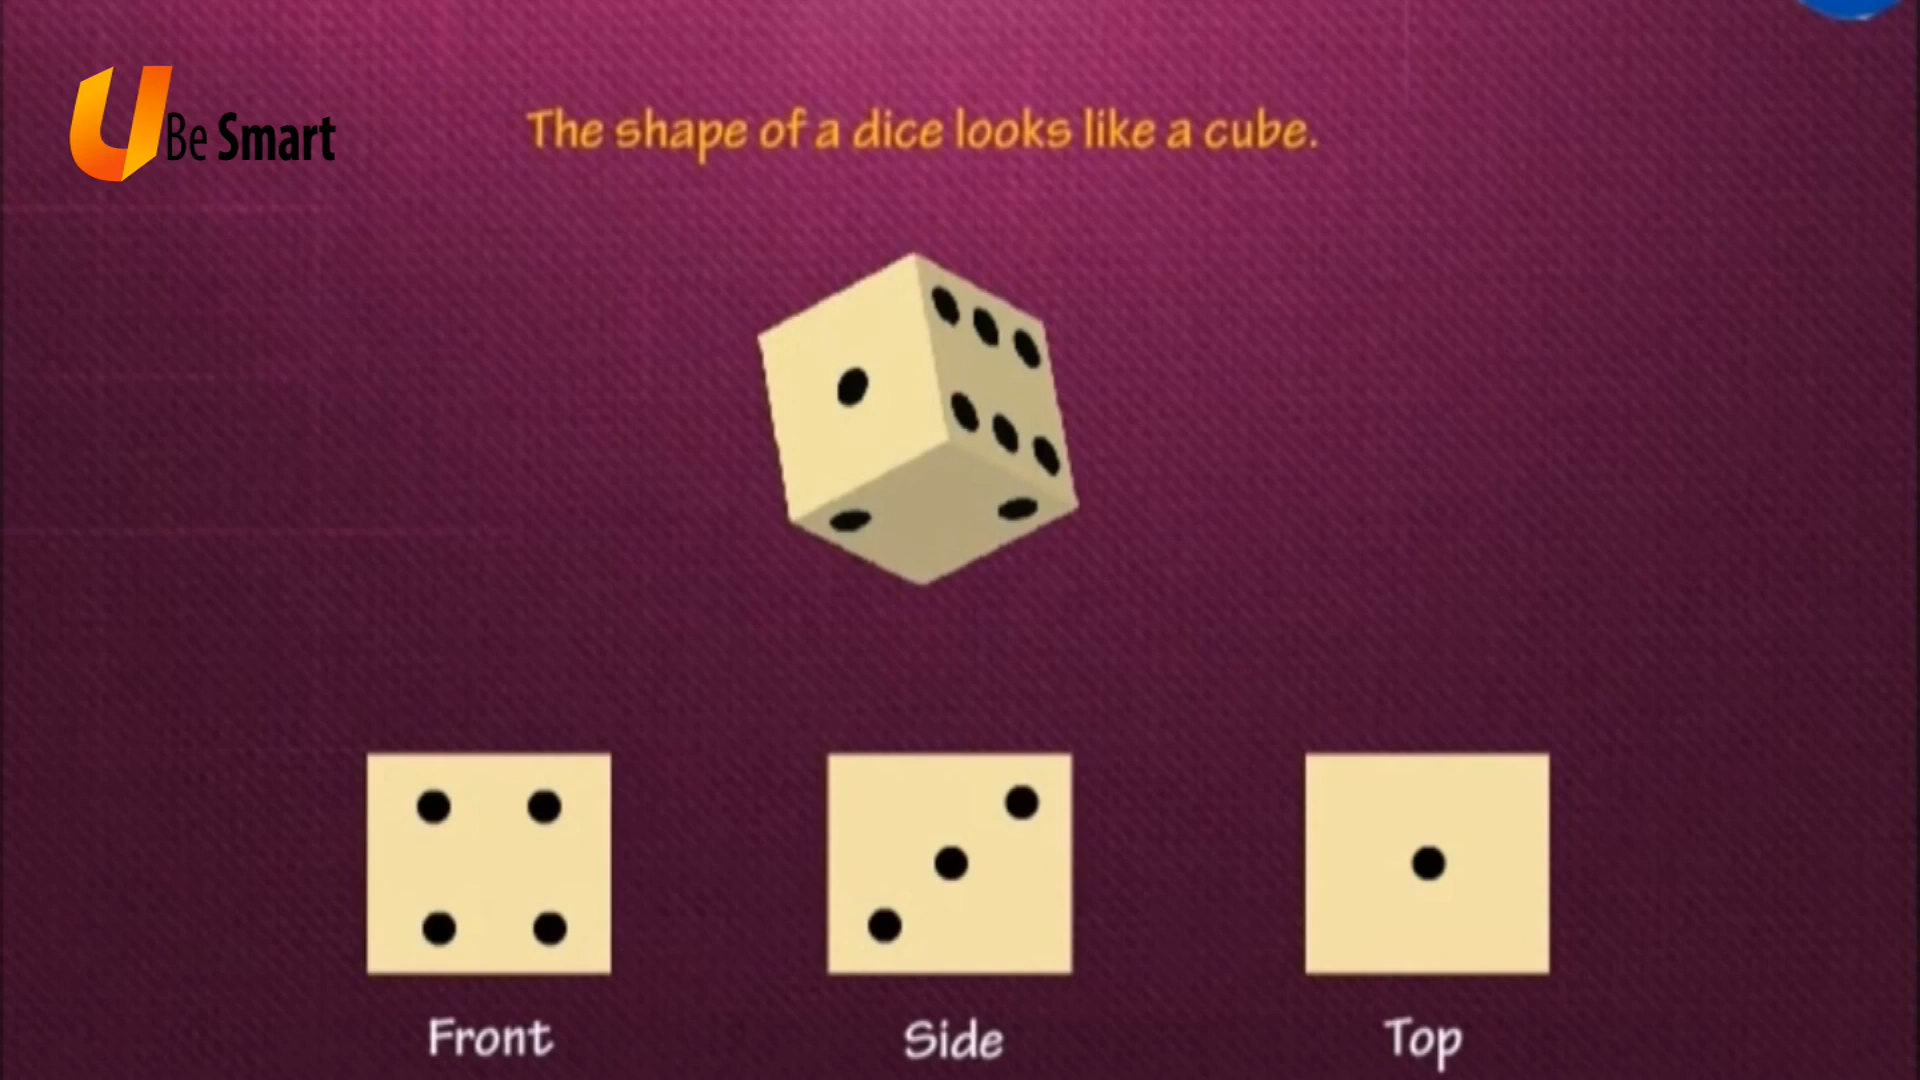 U Be Smart
The shape of a dice looks like a cube.
Front
Side
Top